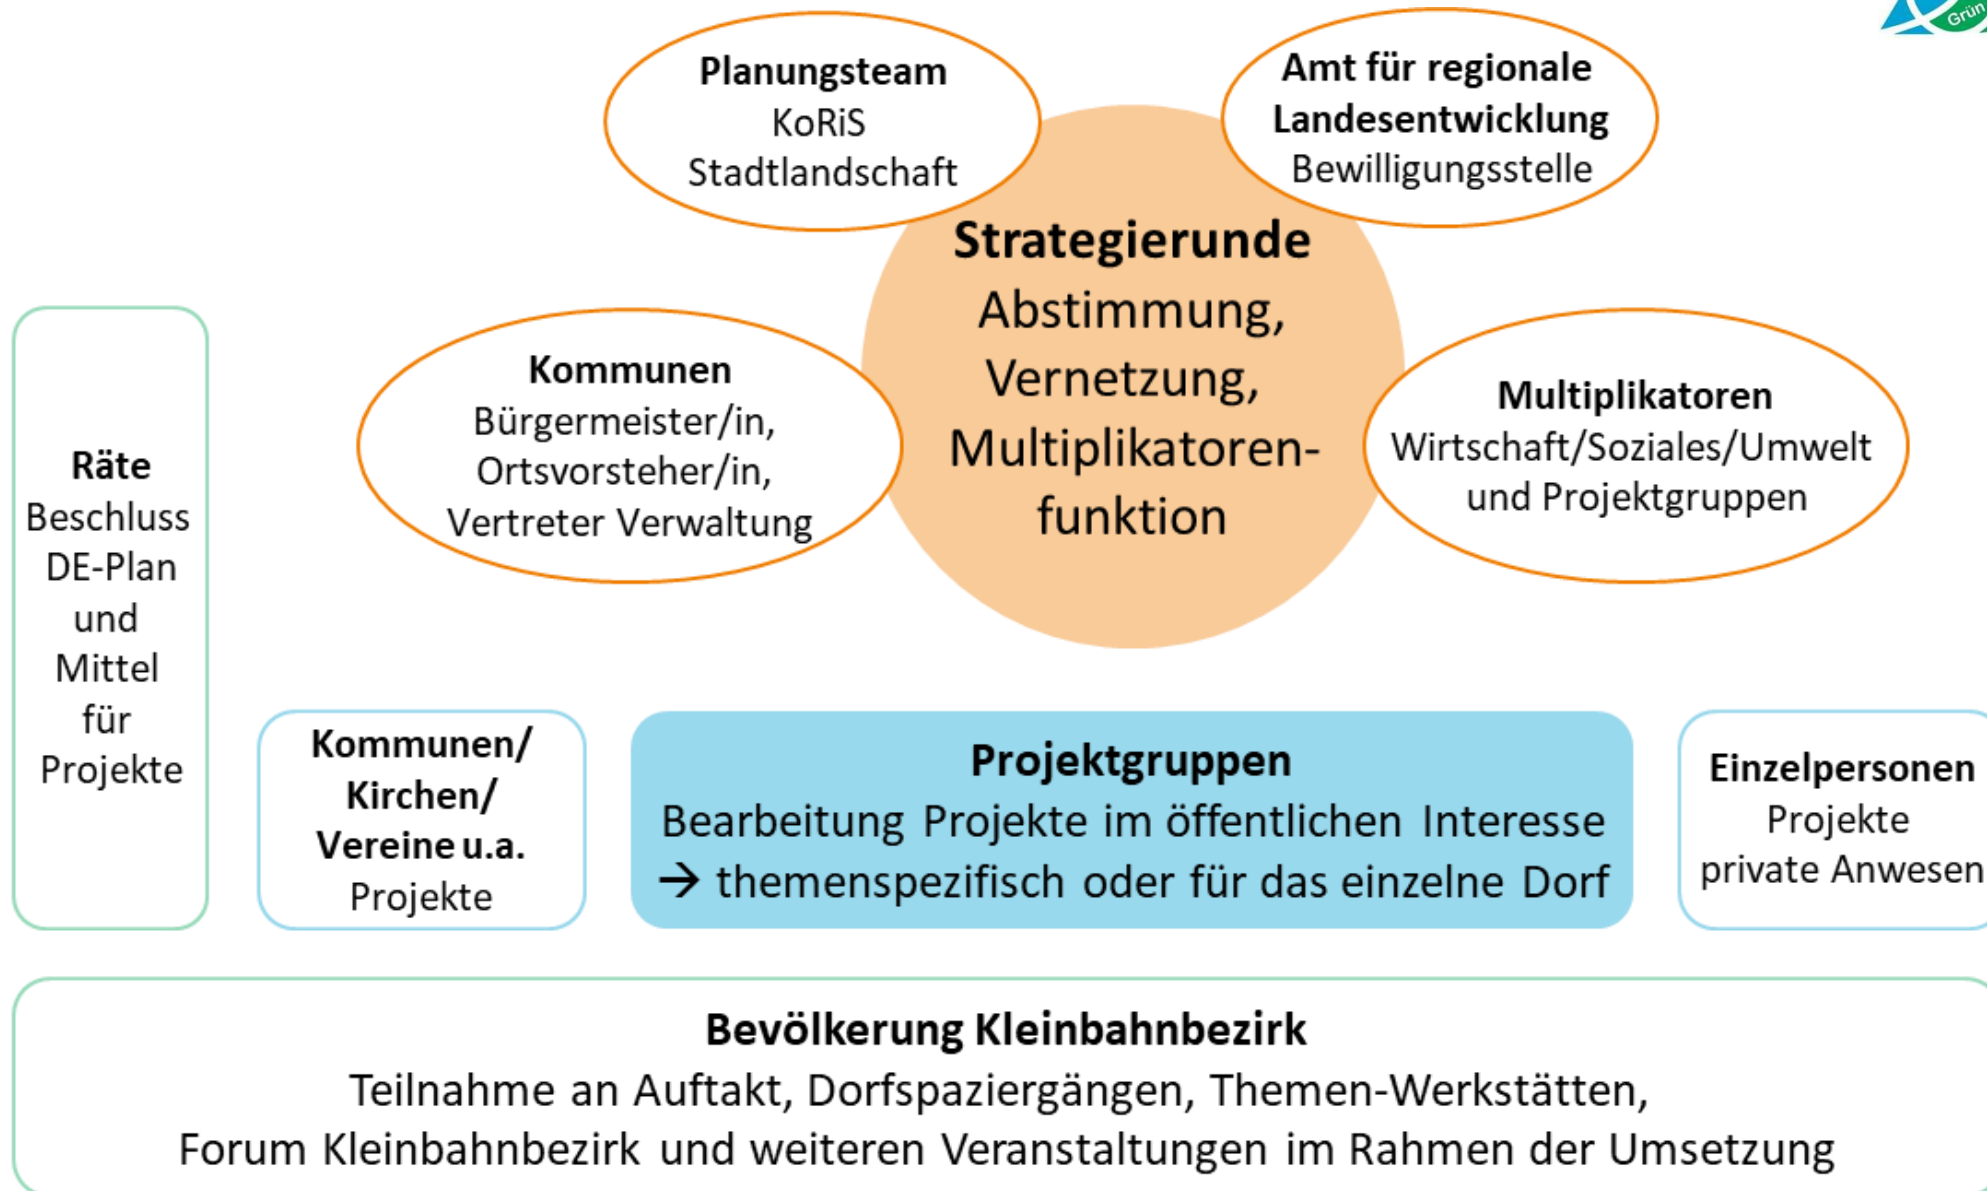 Grün
Planungsteam
KoRiS
Stadtlandschaft
Amt für regionale
Landesentwicklung
Bewilligungsstelle
Strategierunde
Abstimmung,
Vernetzung,
Multiplikatoren-
funktion
Kommunen
Bürgermeister/in,
Ortsvorsteher/in,
Vertreter Verwaltung
Multiplikatoren
Wirtschaft/Soziales/Umwelt
und Projektgruppen
Räte
Beschluss
DE-Plan
und
Mittel
für
Projekte
Kommunen/
Kirchen/
Vereine u.a.
Projekte
Projektgruppen
Bearbeitung Projekte im öffentlichen Interesse
→ themenspezifisch oder für das einzelne Dorf
Einzelpersonen
Projekte
private Anwesen
Bevölkerung Kleinbahnbezirk
Teilnahme an Auftakt, Dorfspaziergängen, Themen-Werkstätten,
Forum Kleinbahnbezirk und weiteren Veranstaltungen im Rahmen der Umsetzung